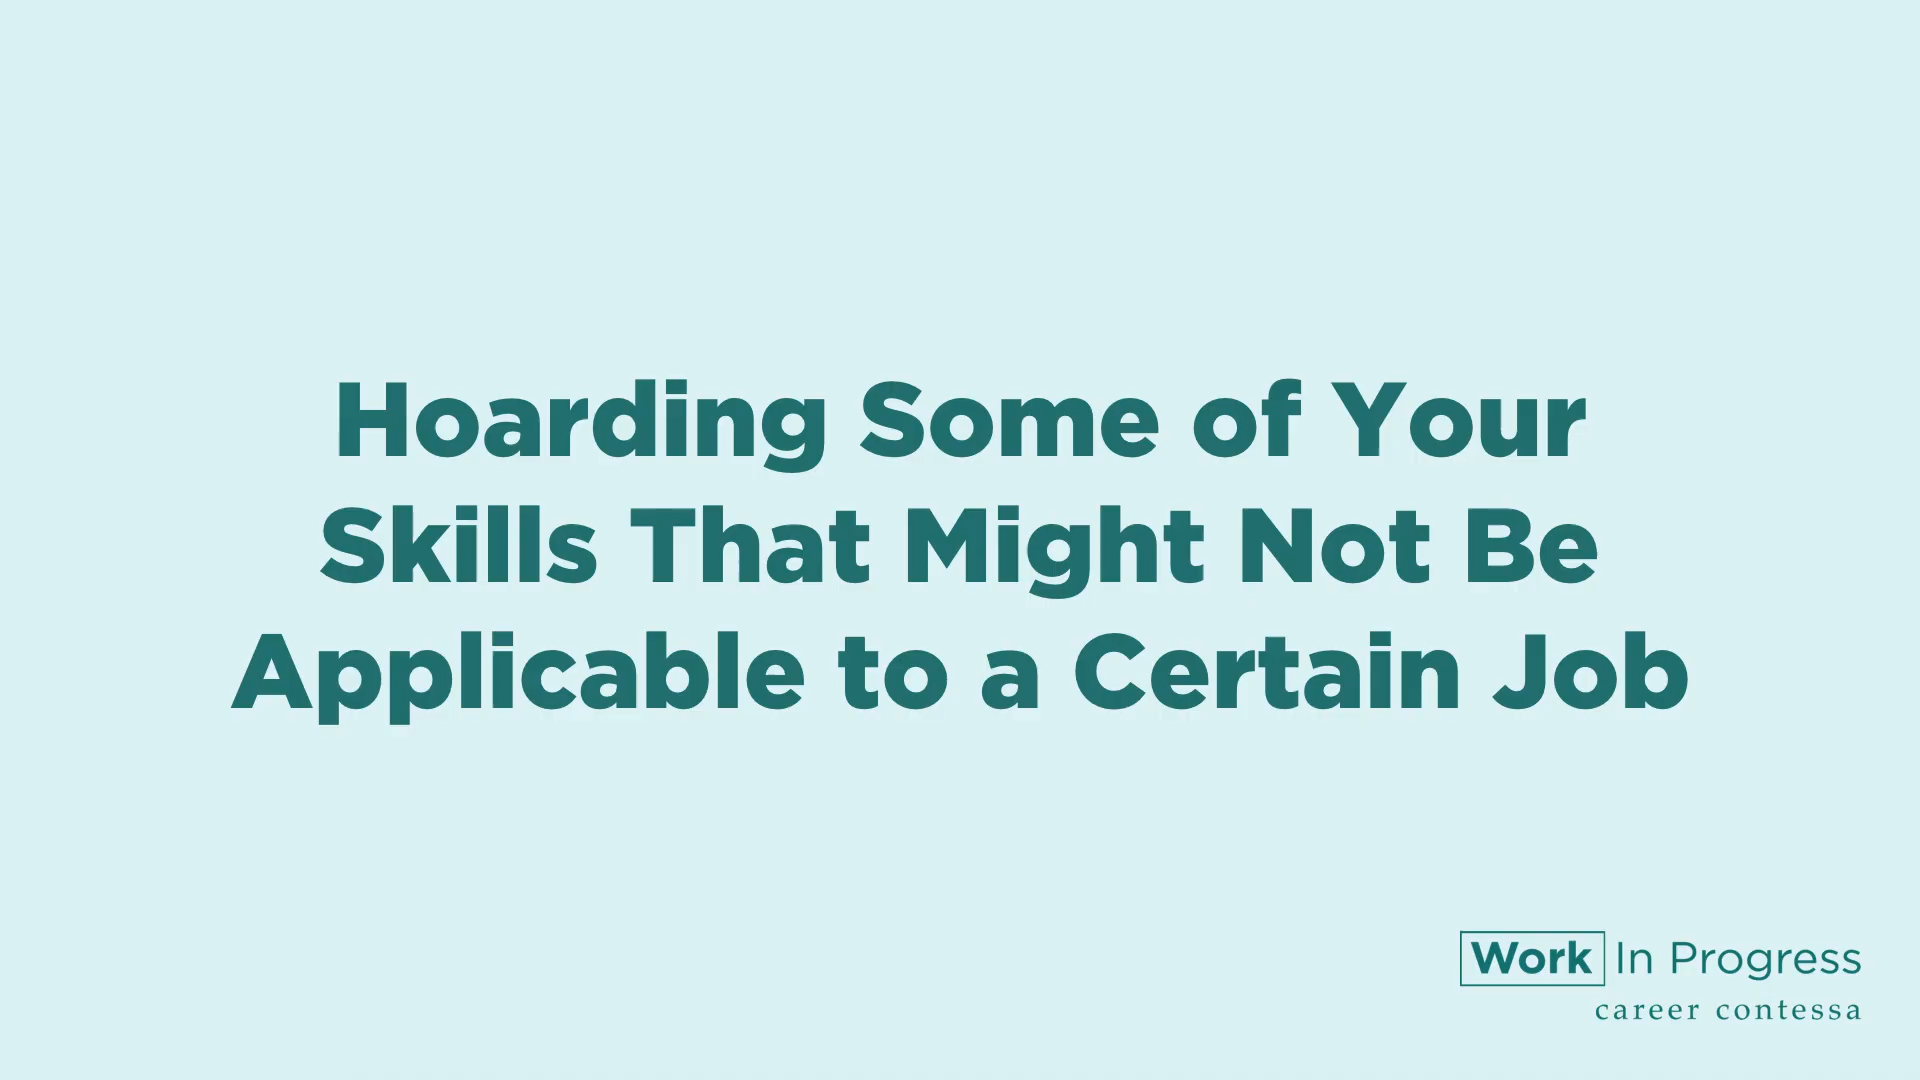 Hoarding Some of Your
Skills That Might Not Be
Applicable to a Certain Job
Work In Progress
career contessa